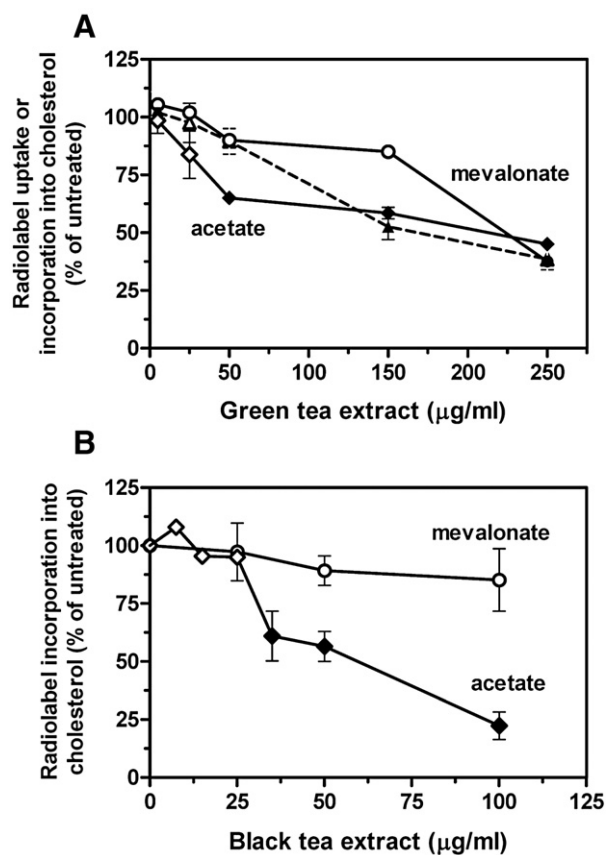 A
Radiolabel uptake or
incorporation into cholesterol
(% of untreated)
125
100
75
50
25
0
mevalonate
acetate
0 50 100 150 200 250
Green tea extract (μg/ml)
B
Radiolabel incorporation into
cholesterol (% of untreated)
125
100
75
50
25
0
mevalonate
acetate
0 25 50 75 100 125
Black tea extract (μg/ml)